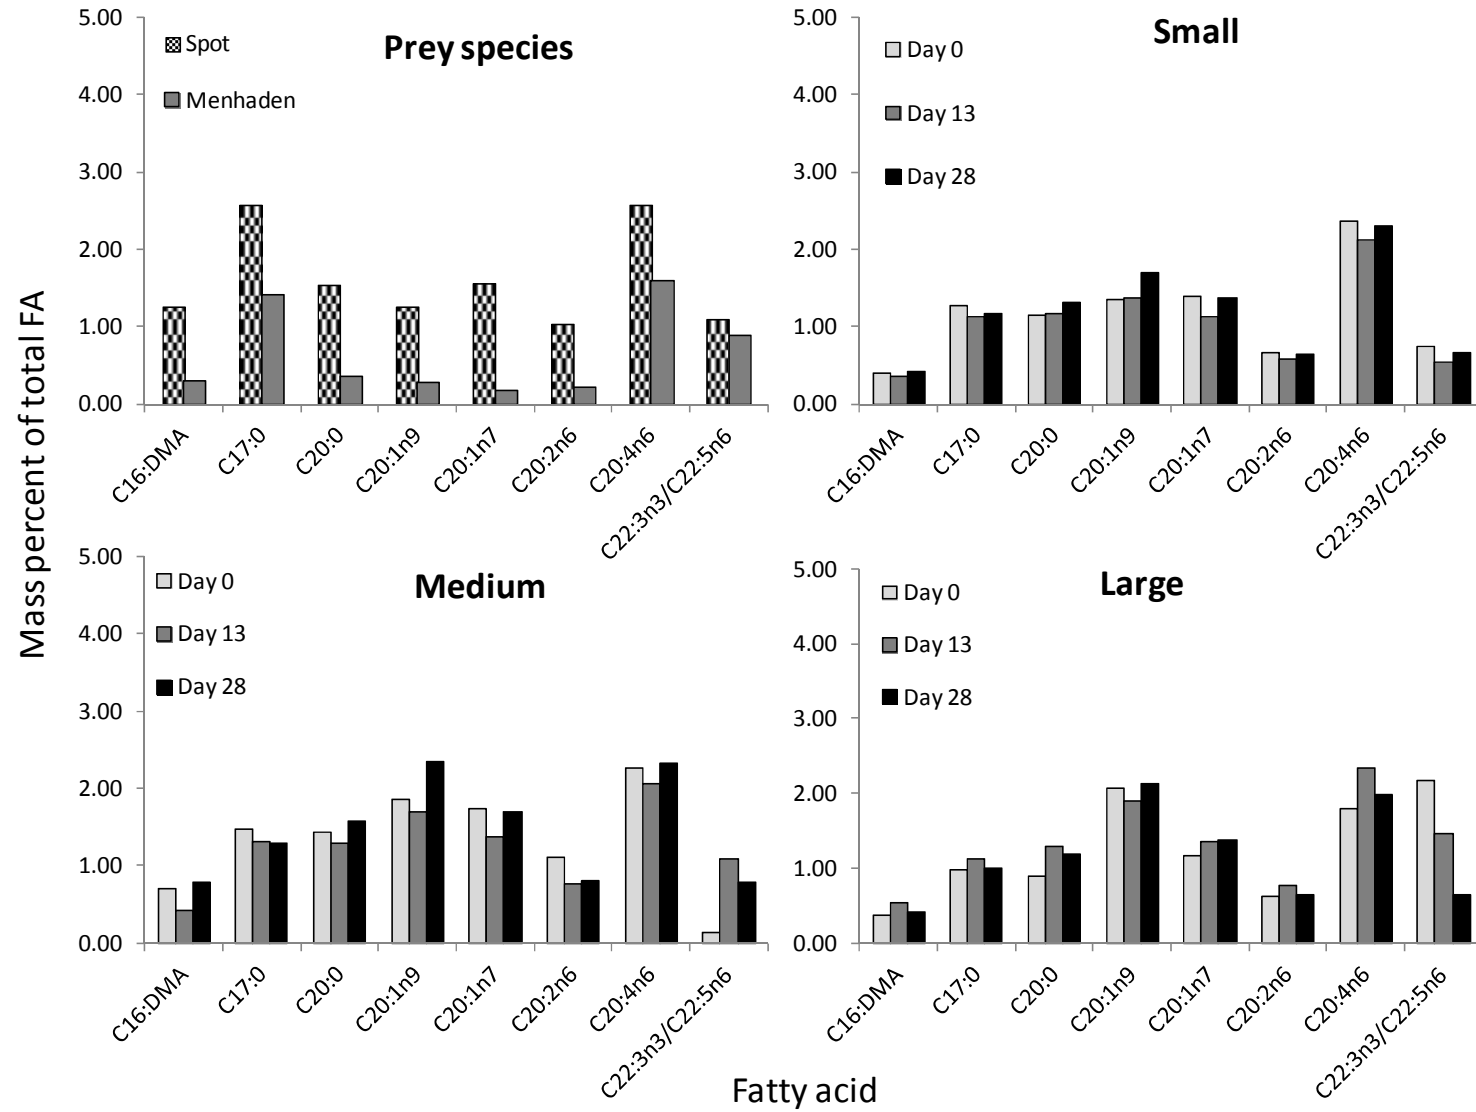 Mass percent of total FA
Prey species
Spot
Menhaden
5.00
4.00
3.00
2.00
1.00
0.00
C16:DMA
C17:0
C20:0
C20:1n9
C20:1n7
C20:2n6
C20:4n6
C22:3n3/C22:5n6
Small
Day 0
Day 13
Day 28
5.00
4.00
3.00
2.00
1.00
0.00
C16:DMA
C17:0
C20:0
C20:1n9
C20:1n7
C20:2n6
C20:4n6
C22:3n3/C22:5n6
Medium
Day 0
Day 13
Day 28
5.00
4.00
3.00
2.00
1.00
0.00
C16:DMA
C17:0
C20:0
C20:1n9
C20:1n7
C20:2n6
C20:4n6
C22:3n3/C22:5n6
Large
Day 0
Day 13
Day 28
5.00
4.00
3.00
2.00
1.00
0.00
C16:DMA
C17:0
C20:0
C20:1n9
C20:1n7
C20:2n6
C20:4n6
C22:3n3/C22:5n6
Fatty acid